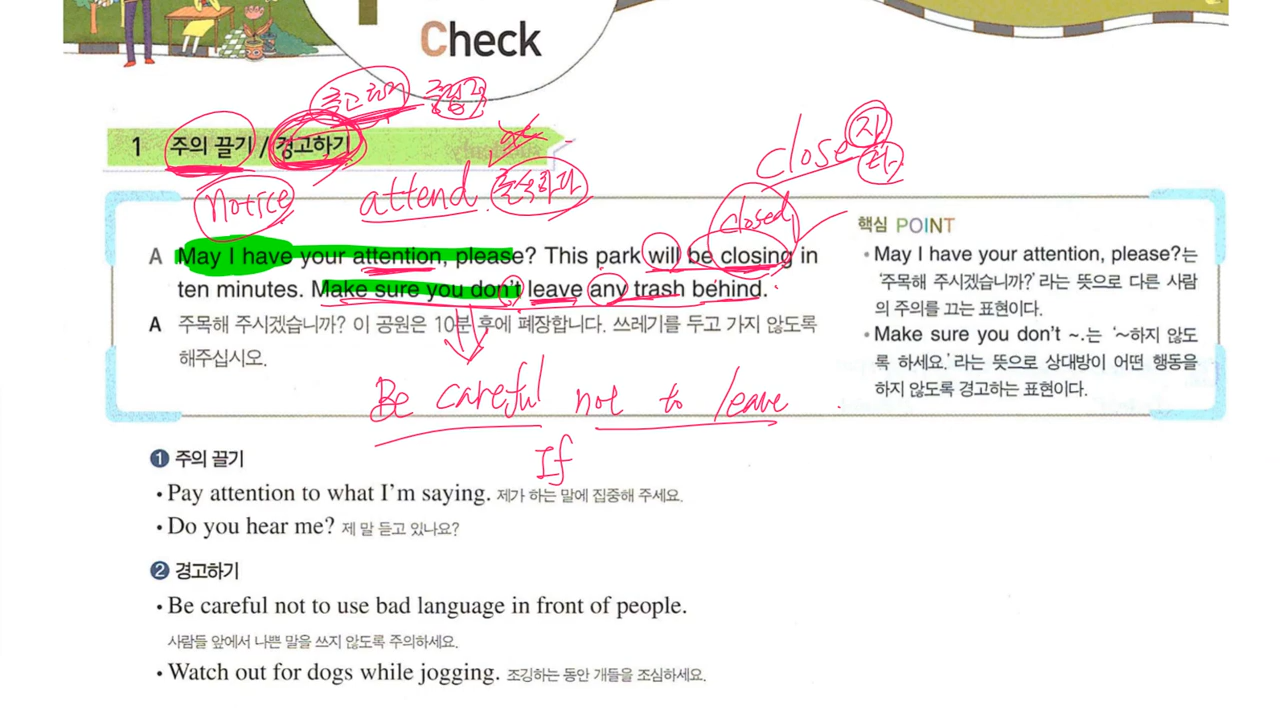 Check
충고하기
1 주의 끌기 / 경고하기
close 자
notice
attend 출석하다
closed
핵심 POINT
A May I have your attention, please? This park will be closing in
ten minutes. Make sure you don't leave any trash behind.
A 주목해 주시겠습니까? 이 공원은 10분 후에 폐장합니다. 쓰레기를 두고 가지 않도록
해주십시오.
• May I have your attention, please?는
'주목해 주시겠습니까?' 라는 뜻으로 다른 사람
의 주의를 끄는 표현이다.
• Make sure you don't ~.는 '~하지 않도
록 하세요.'라는 뜻으로 상대방이 어떤 행동을
하지 않도록 경고하는 표현이다.
Be careful not to leave
If
❶ 주의 끌기
• Pay attention to what I'm saying. 제가 하는 말에 집중해 주세요.
• Do you hear me? 제 말 듣고 있나요?
❷ 경고하기
• Be careful not to use bad language in front of people.
사람들 앞에서 나쁜 말을 쓰지 않도록 주의하세요.
• Watch out for dogs while jogging. 조깅하는 동안 개들을 조심하세요.